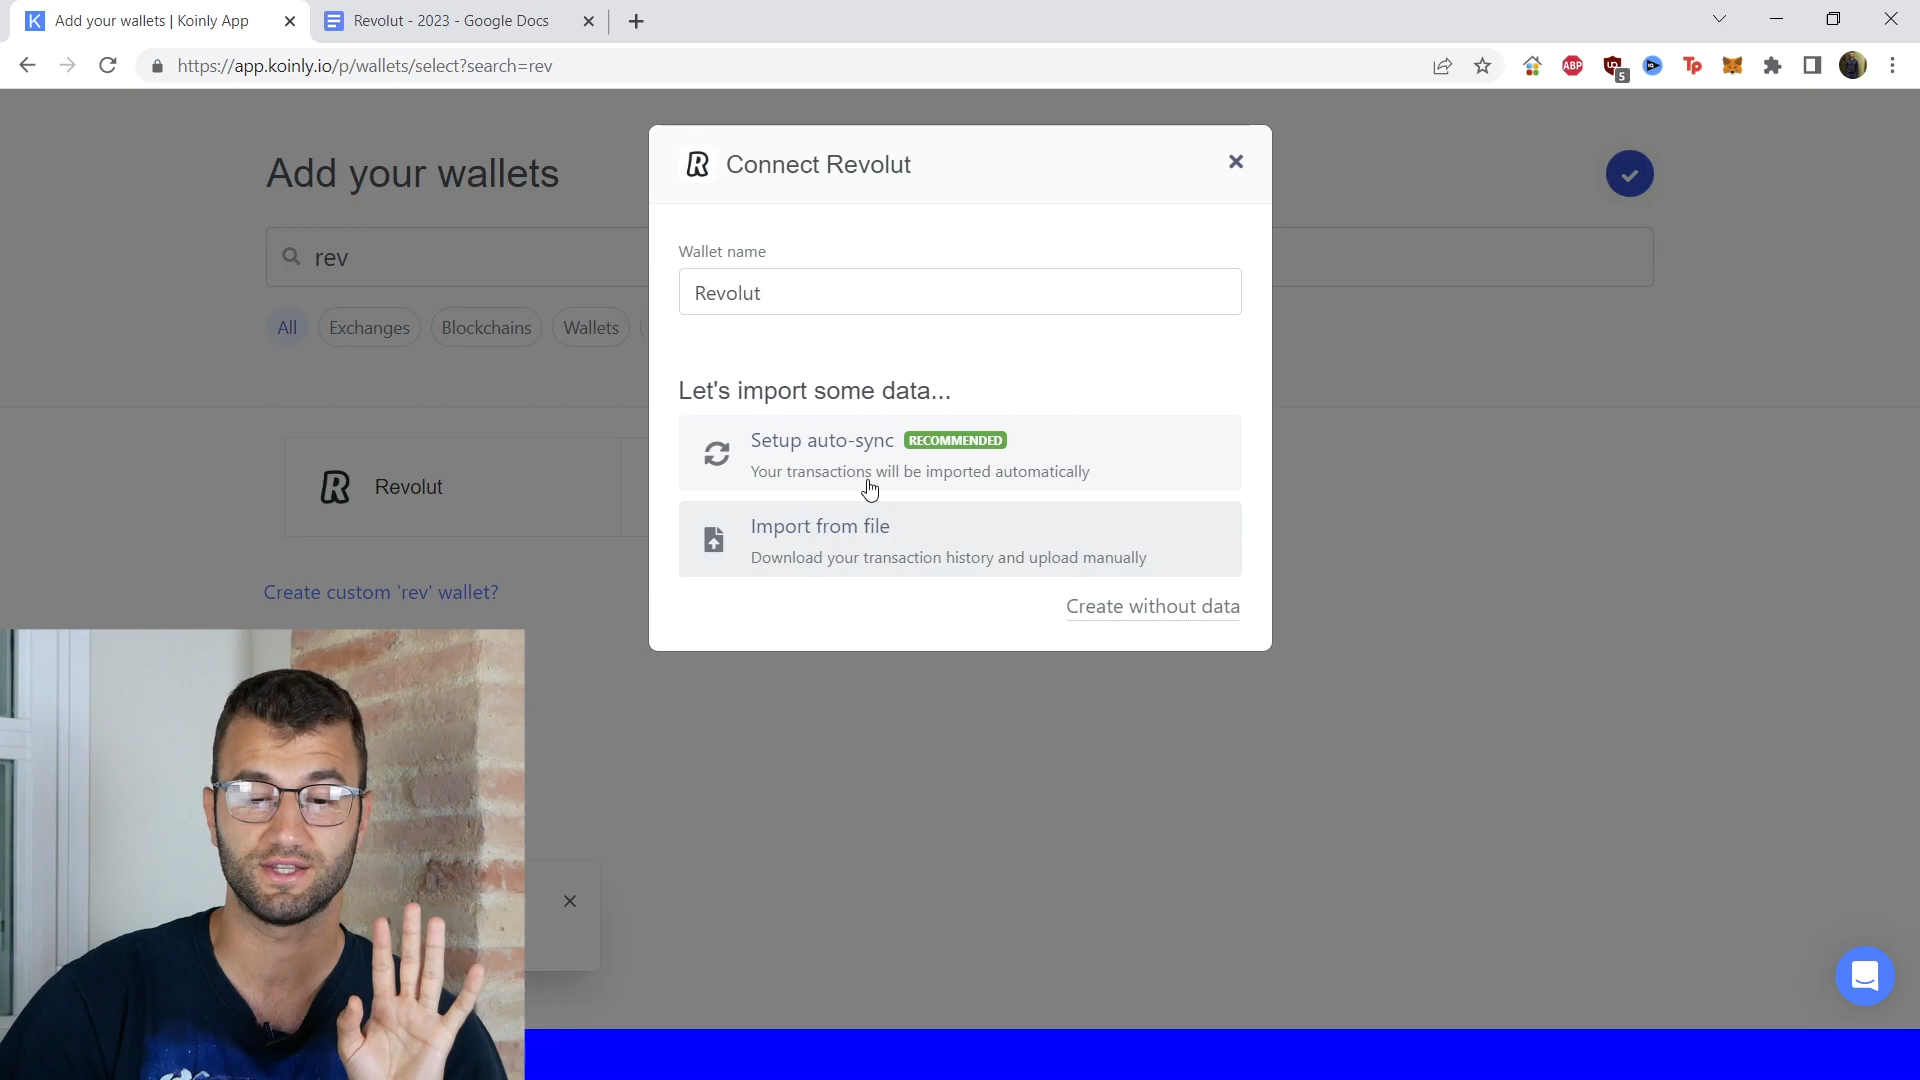 Add your wallets | Koinly App
Revolut - 2023 - Google Docs
https://app.koinly.io/p/wallets/select?search=rev
ABP
5
Tp
Add your wallets
rev
All
Exchanges
Blockchains
Wallets
Revolut
Create custom 'rev' wallet?
Connect Revolut
Wallet name
Revolut
Let's import some data...
Setup auto-sync RECOMMENDED
Your transactions will be imported automatically
Import from file
Download your transaction history and upload manually
Create without data